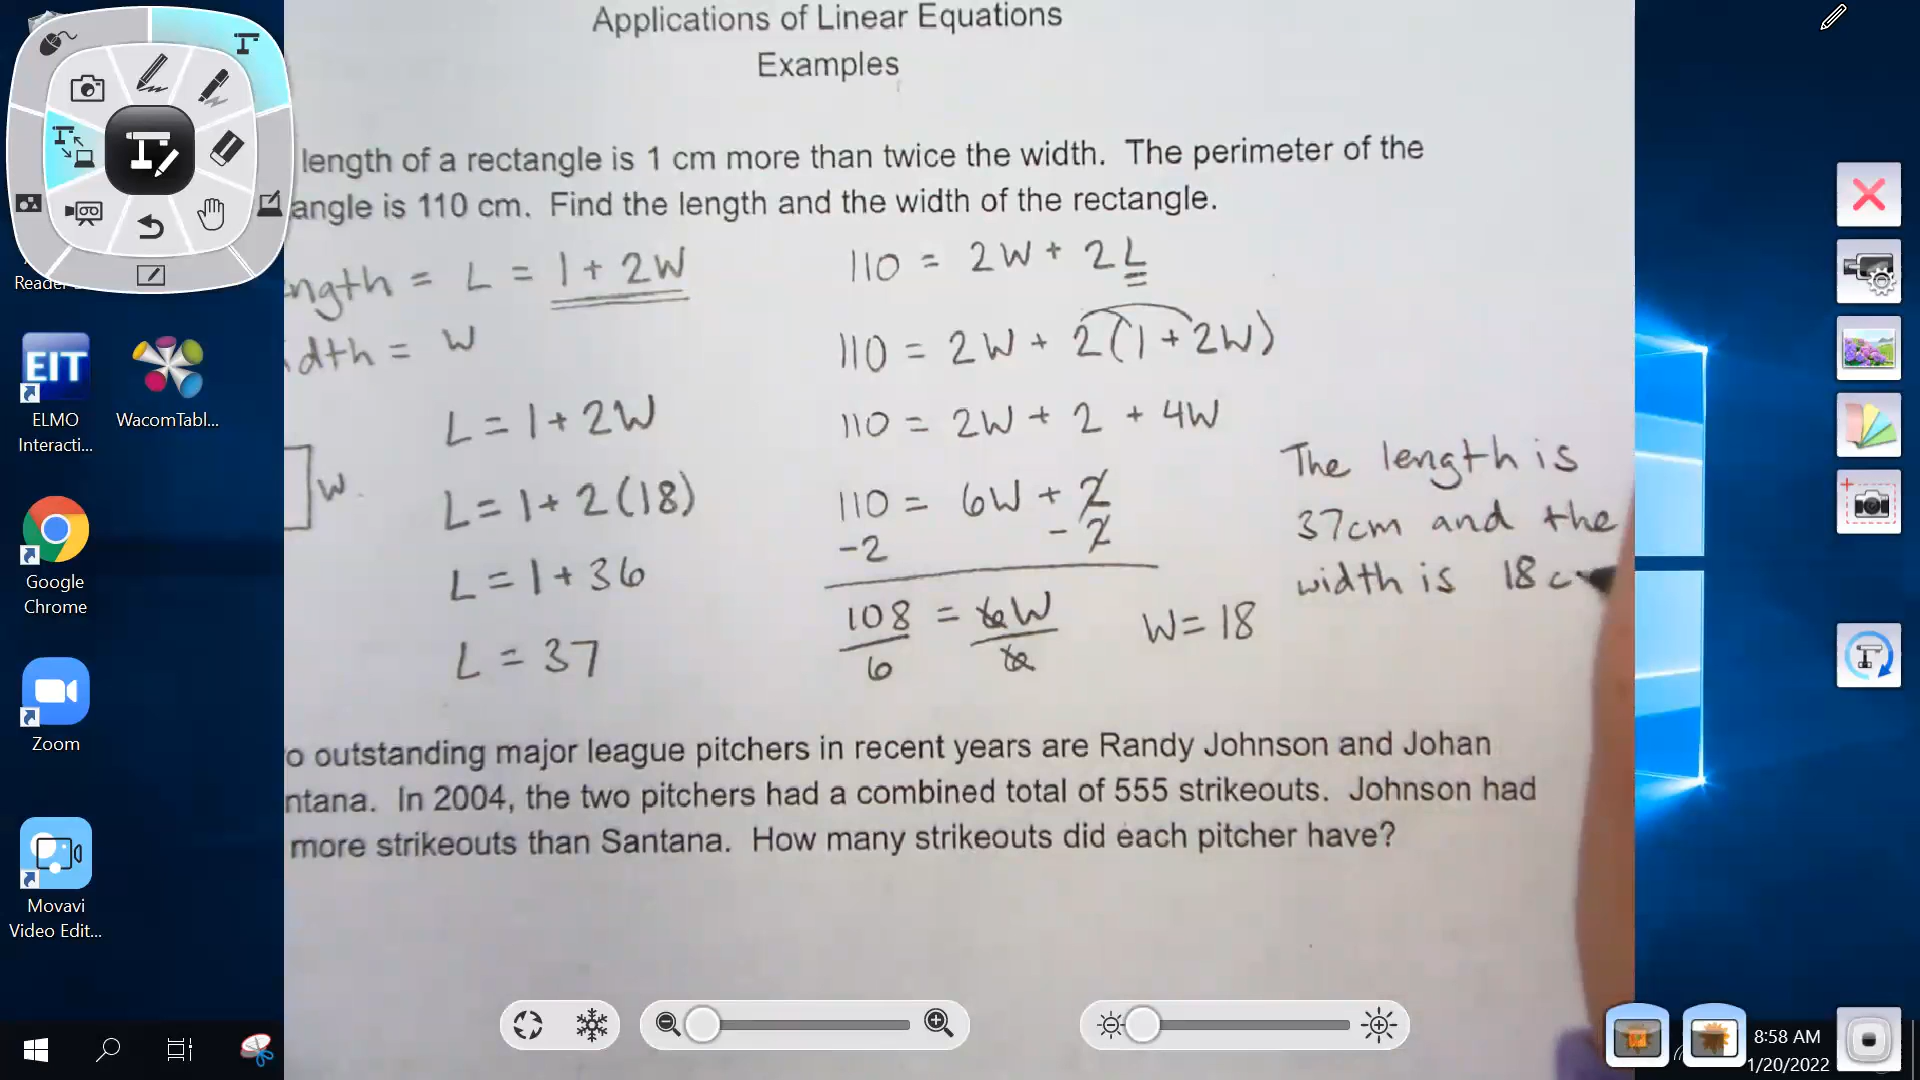 Applications of Linear Equations
Examples
length of a rectangle is 1 cm more than twice the width. The perimeter of the
angle is 110 cm. Find the length and the width of the rectangle.
ngth = L = 1 + 2W
dth = W
L = 1 + 2W
L = 1 + 2(18)
L = 1 + 36
L = 37
W
110 = 2W + 2L
110 = 2W + 2(1 + 2W)
110 = 2W + 2 + 4W
110 = 6W + 2
-2 - 2
108 = 6W
6 6
W = 18
The length is
37cm and the
width is 18 c
o outstanding major league pitchers in recent years are Randy Johnson and Johan
ntana. In 2004, the two pitchers had a combined total of 555 strikeouts. Johnson had
more strikeouts than Santana. How many strikeouts did each pitcher have?
Reader
EIT
ELMO
Interacti...
WacomTabl...
Google
Chrome
Zoom
Movavi
Video Edit...
8:58 AM
1/20/2022